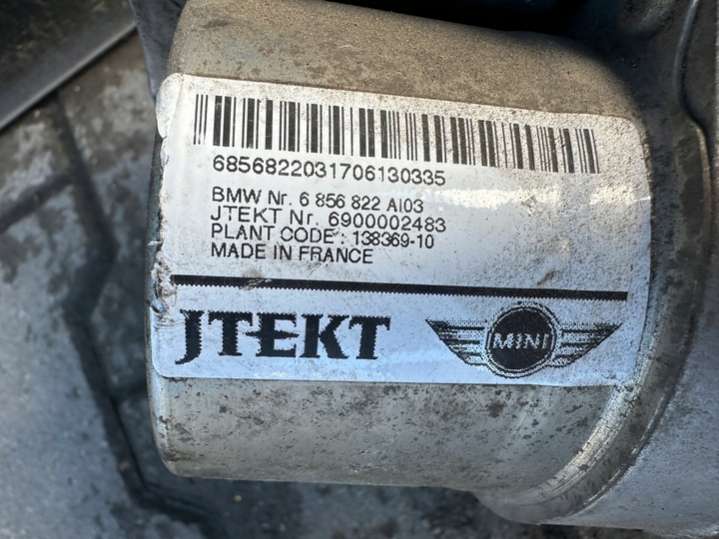 6856822031706130335
BMW Nr. 6 856 822 AI03
JTEKT Nr. 6900002483
PLANT CODE : 138369-10
MADE IN FRANCE
JTEKT
MINI